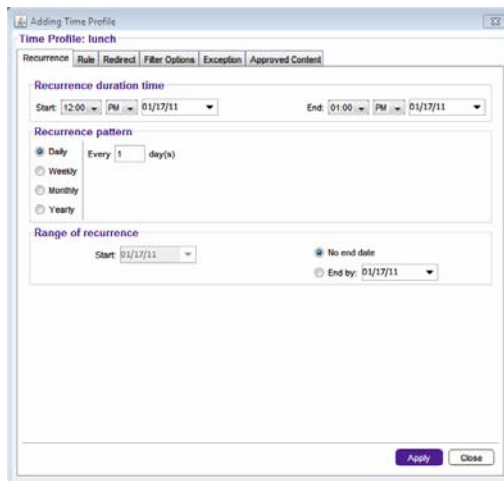 Adding Time Profile
Time Profile: lunch
Recurrence Rule Redirect Filter Options Exception Approved Content
Recurrence duration time
Start: 12:00 PM 01/17/11 End: 01:00 PM 01/17/11
Recurrence pattern
Daily Every 1 day(s)
Weekly
Monthly
Yearly
Range of recurrence
Start: 01/17/11 No end date
End by: 01/17/11
Apply Close